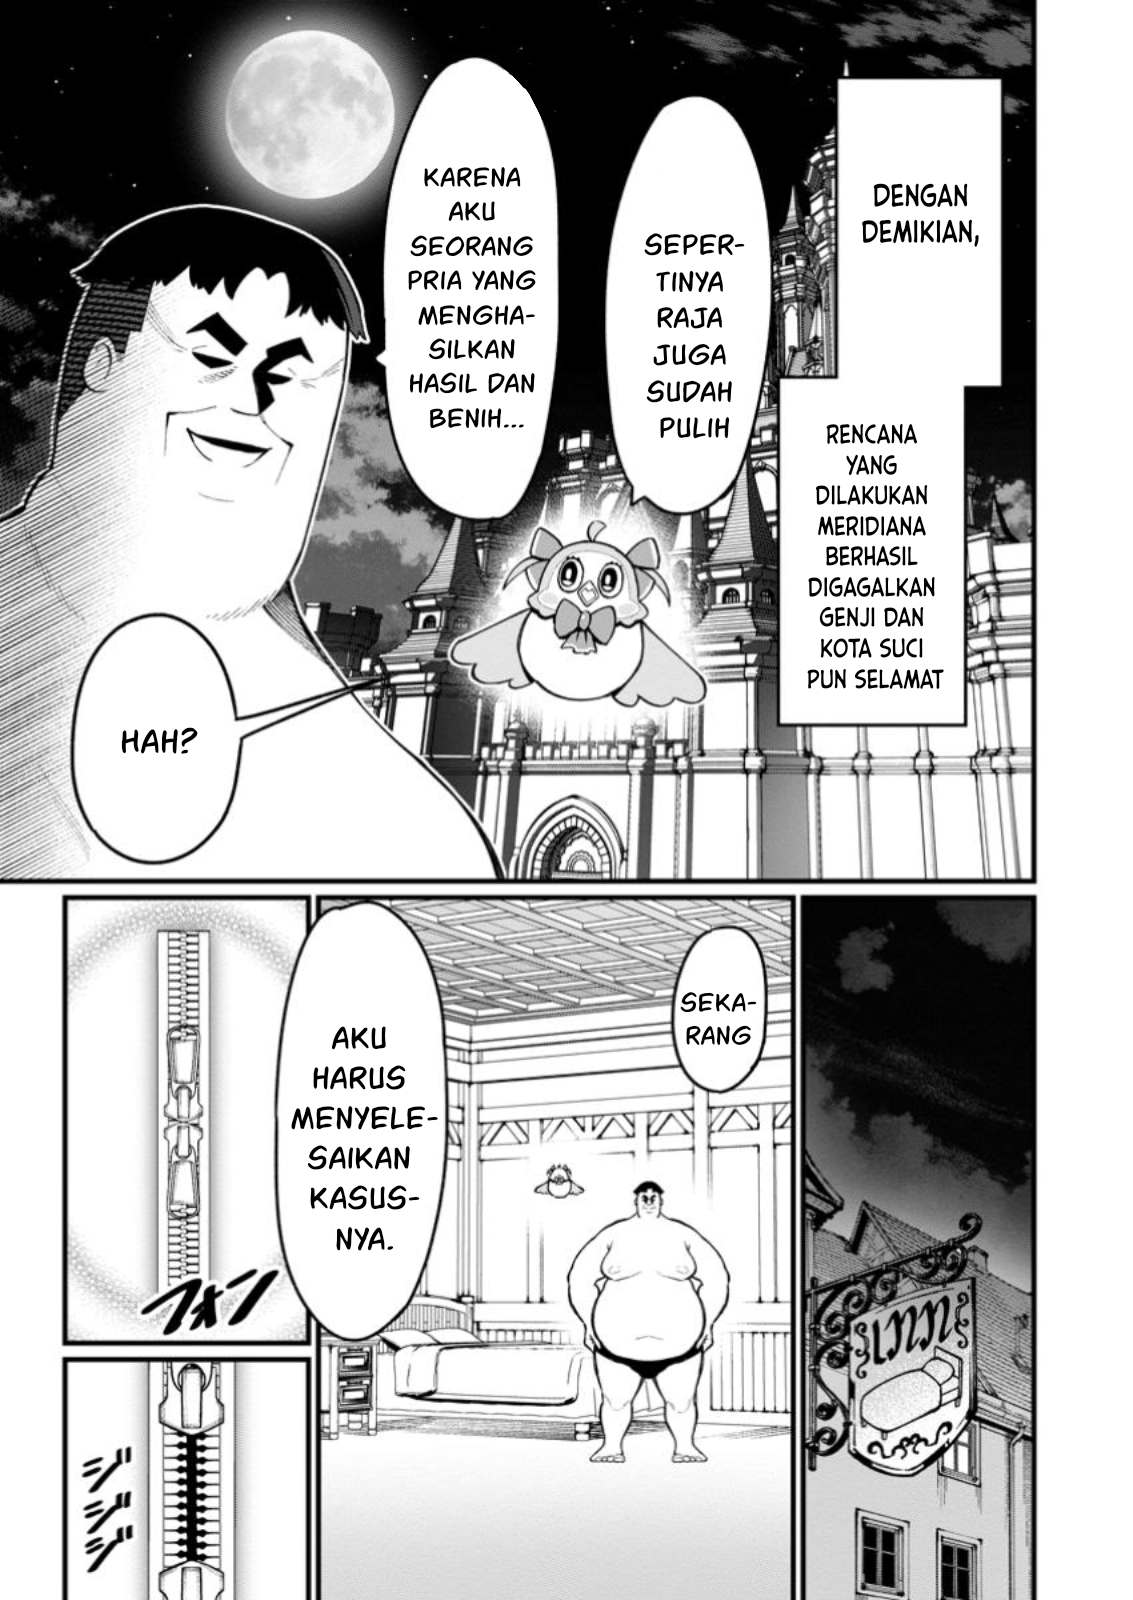 DENGAN
DEMIKIAN,
RENCANA
YANG
DILAKUKAN
MERIDIANA
BERHASIL
DIGAGALKAN
GENJI DAN
KOTA SUCI
PUN SELAMAT
SEPER-
TINYA
RAJA
JUGA
SUDAH
PULIH
KARENA
AKU
SEORANG
PRIA YANG
MENGHA-
SILKAN
HASIL DAN
BENIH...
HAH?
INN
SEKA-
RANG
AKU
HARUS
MENYELE-
SAIKAN
KASUS-
NYA.
フォン
ジジジ